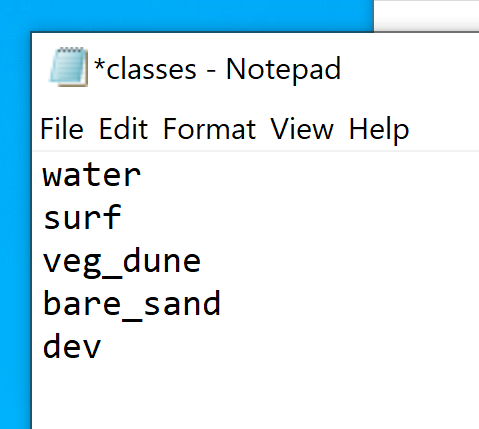 *classes - Notepad
File Edit Format View Help
water
surf
veg_dune
bare_sand
dev